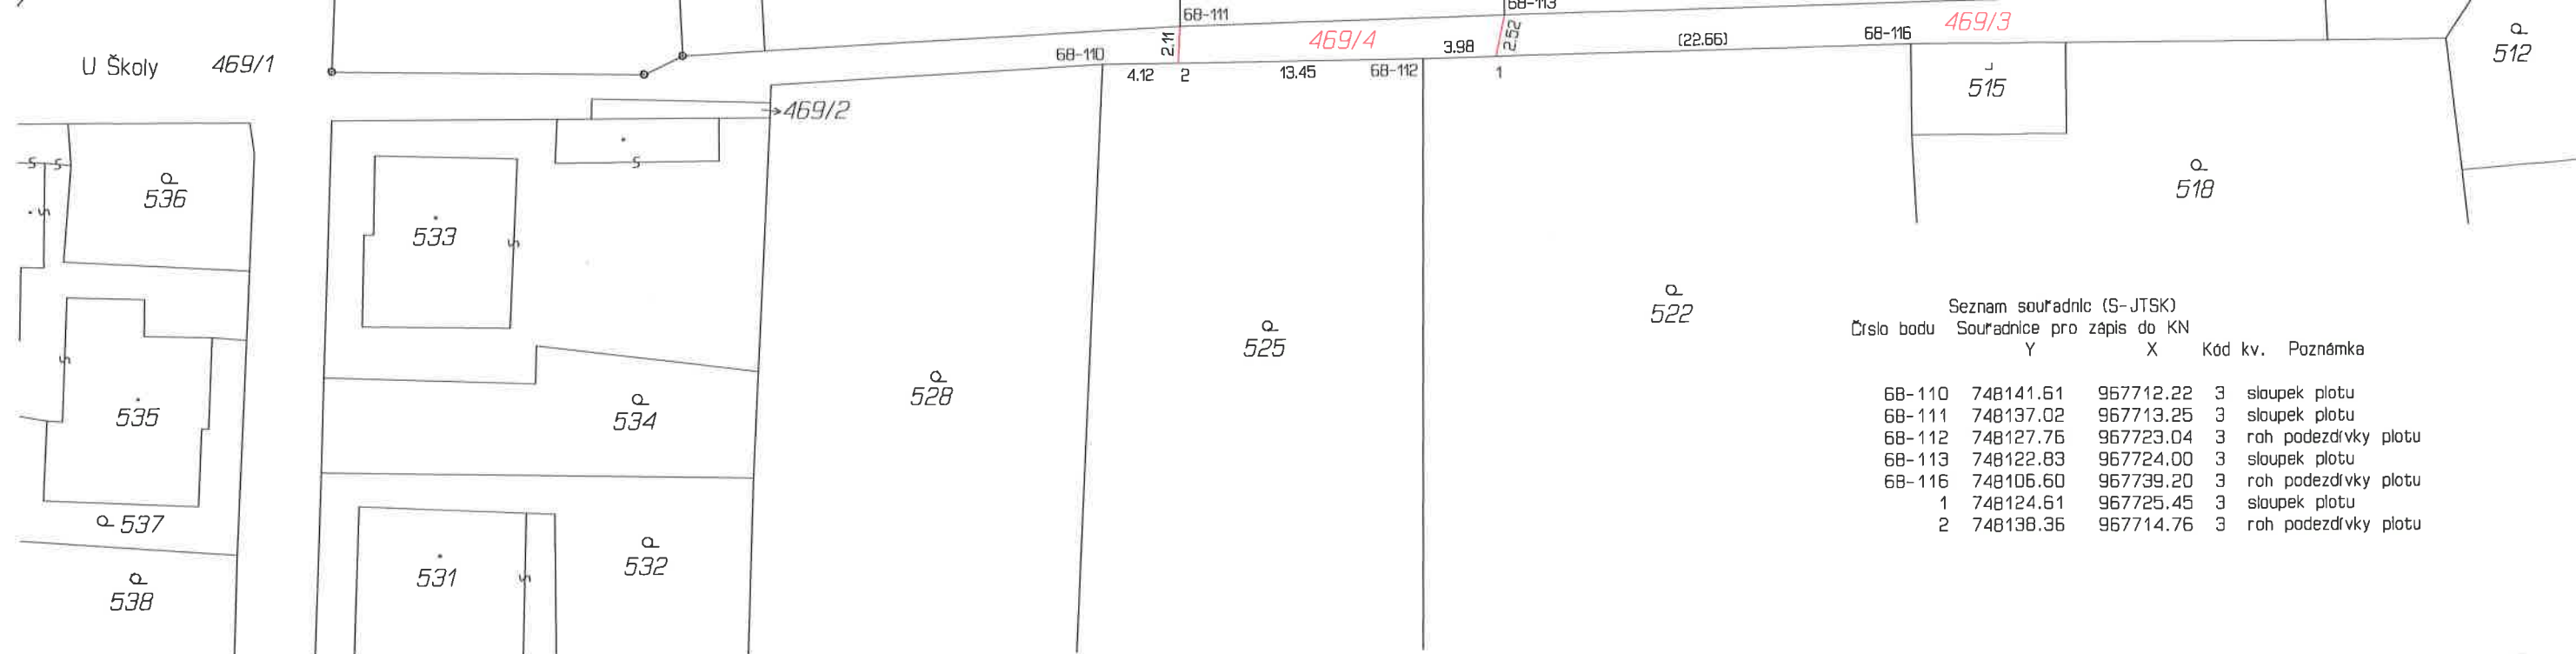 68-111
68-113
469/3
U Školy
469/1
68-110
2.11
469/4
3.98
2.52
(22.66)
68-116
512
4.12
2
13.45
68-112
1
515
469/2
S
S
536
S
533
S
S
518
522
525
528
534
S
535
537
538
531
S
532
Seznam souřadnic (S-JTSK)
Číslo bodu Souřadnice pro zápis do KN
Y X Kód kv. Poznámka
68-110 748141.61 967712.22 3 sloupek plotu
68-111 748137.02 967713.25 3 sloupek plotu
68-112 748127.76 967723.04 3 roh podezdívky plotu
68-113 748122.83 967724.00 3 sloupek plotu
68-116 748106.60 967739.20 3 roh podezdívky plotu
1 748124.61 967725.45 3 sloupek plotu
2 748138.36 967714.76 3 roh podezdívky plotu